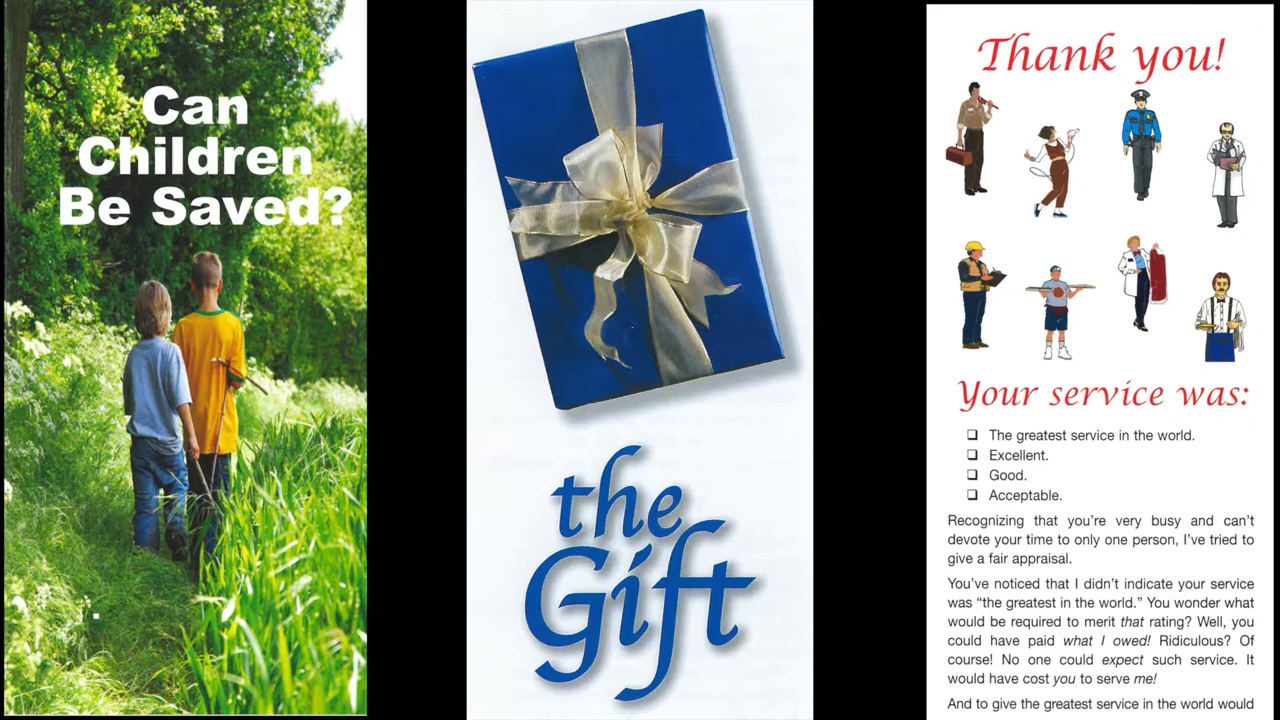 Can
Children
Be Saved?
the
Gift
Thank you!
Your service was:
❑ The greatest service in the world.
❑ Excellent.
❑ Good.
❑ Acceptable.
Recognizing that you're very busy and can't
devote your time to only one person, I've tried to
give a fair appraisal.
You've noticed that I didn't indicate your service
was “the greatest in the world.” You wonder what
would be required to merit that rating? Well, you
could have paid what I owed! Ridiculous? Of
course! No one could expect such service. It
would have cost you to serve me!
And to give the greatest service in the world would